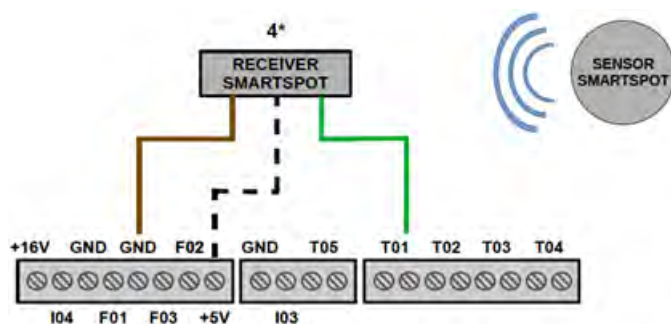 4*
RECEIVER
SMARTSPOT
SENSOR
SMARTSPOT
+16V GND GND F02 GND T05 T01 T02 T03 T04
I04 F01 F03 +5V I03